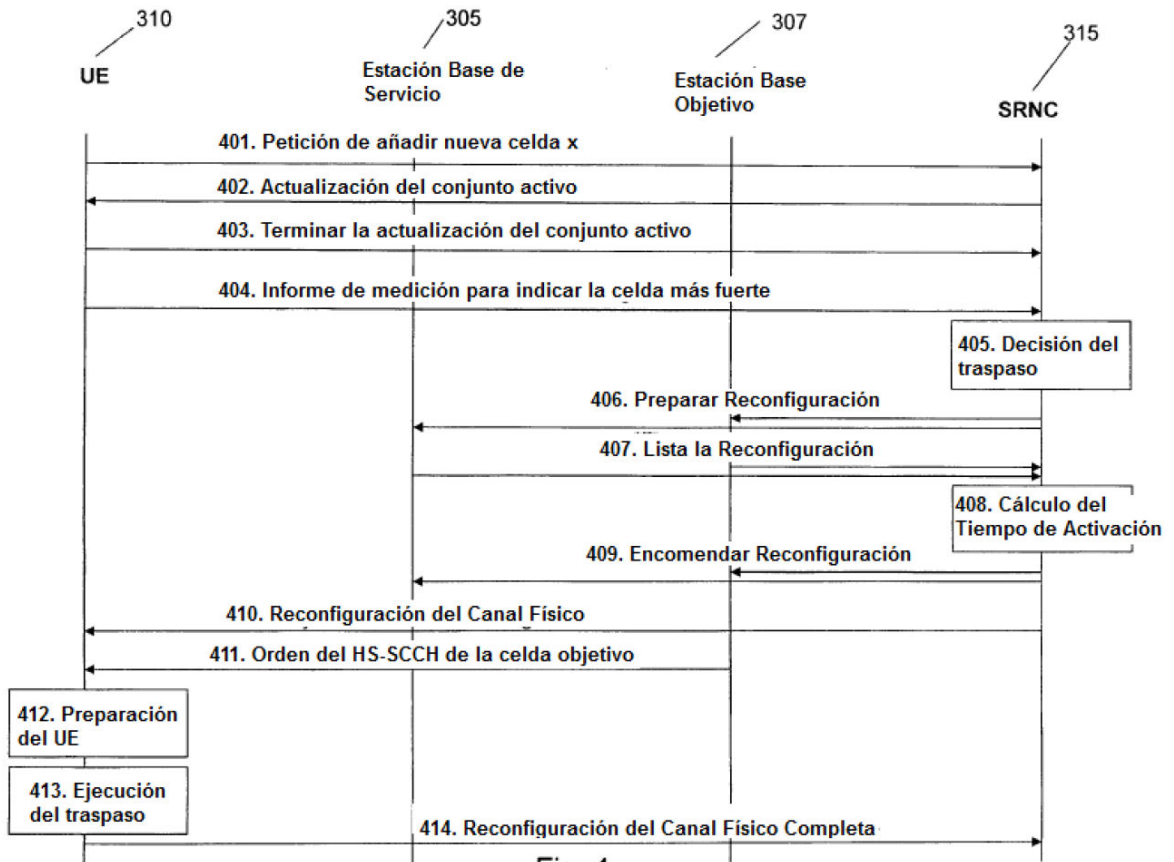 310
305
307
315
UE
Estación Base de
Servicio
Estación Base
Objetivo
SRNC
401. Petición de añadir nueva celda x
402. Actualización del conjunto activo
403. Terminar la actualización del conjunto activo
404. Informe de medición para indicar la celda más fuerte
405. Decisión del
traspaso
406. Preparar Reconfiguración
407. Lista la Reconfiguración
408. Cálculo del
Tiempo de Activación
409. Encomendar Reconfiguración
410. Reconfiguración del Canal Físico
411. Orden del HS-SCCH de la celda objetivo
412. Preparación
del UE
413. Ejecución
del traspaso
414. Reconfiguración del Canal Físico Completa